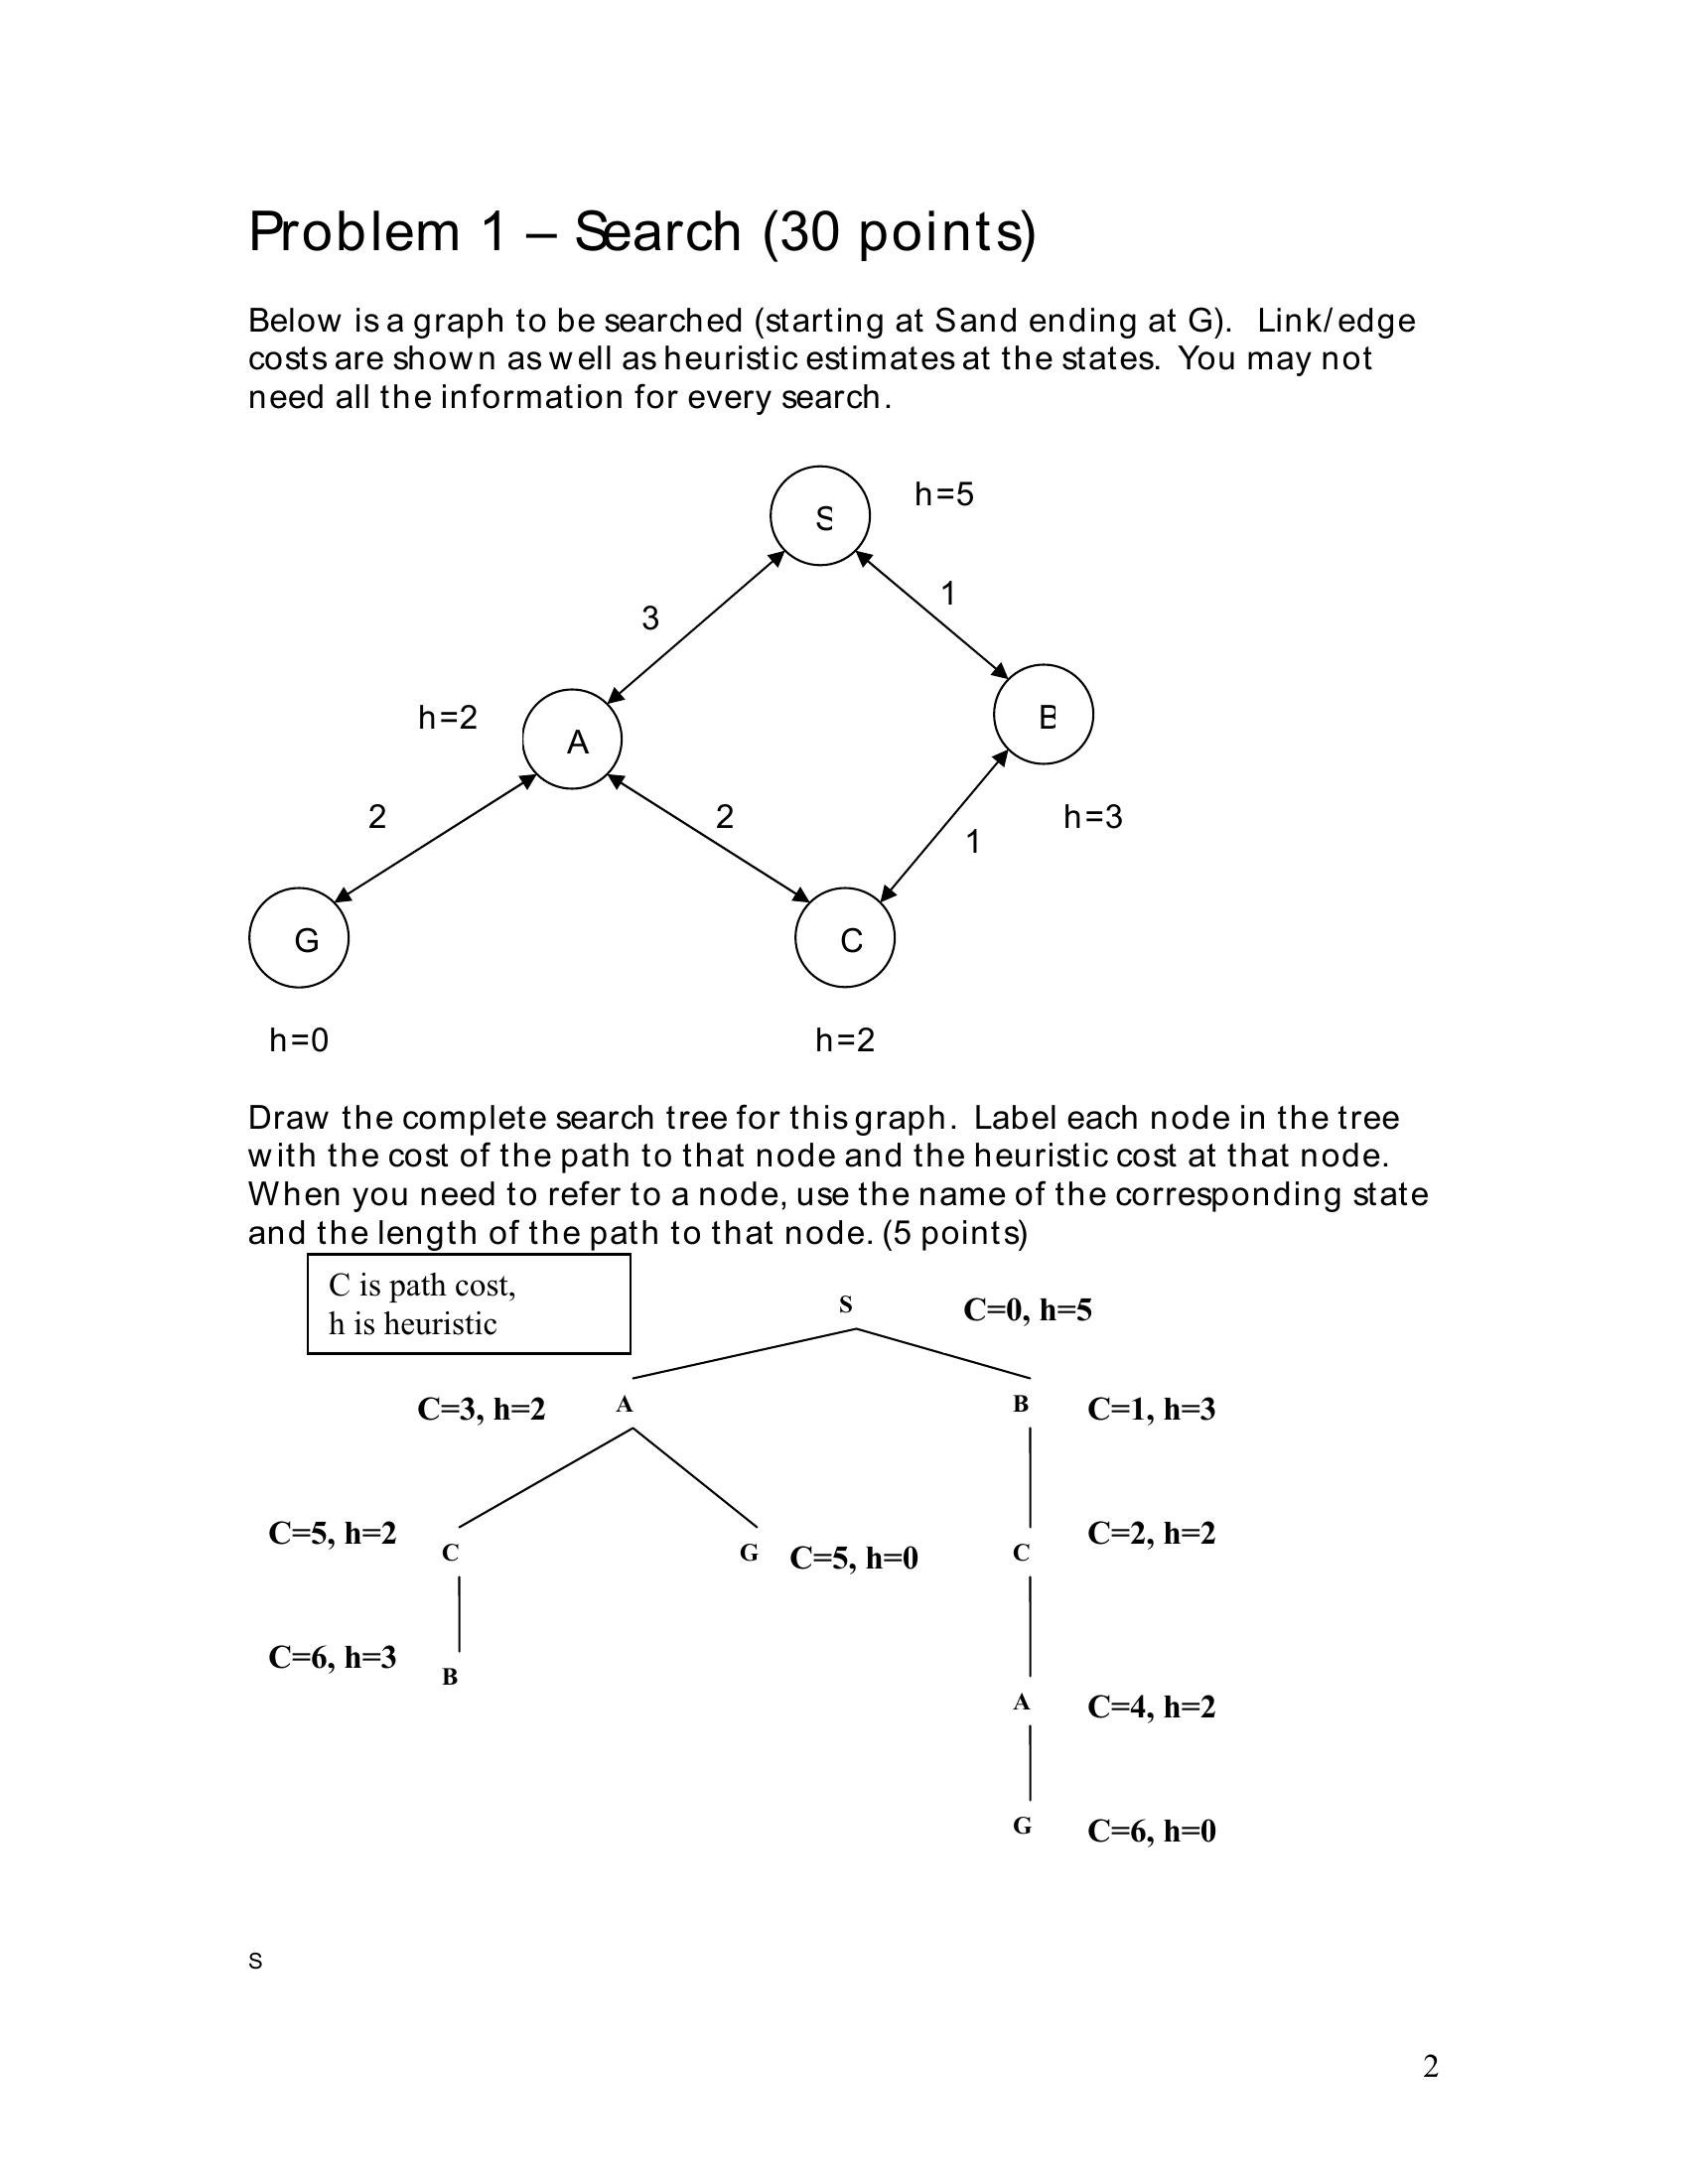 Problem 1 – Search (30 points)
Below is a graph to be searched (starting at S and ending at G). Link/edge
costs are shown as well as heuristic estimates at the states. You may not
need all the information for every search.
S
h=5
1
3
B
h=2
A
2
2
h=3
1
G
C
h=0
h=2
Draw the complete search tree for this graph. Label each node in the tree
with the cost of the path to that node and the heuristic cost at that node.
When you need to refer to a node, use the name of the corresponding state
and the length of the path to that node. (5 points)
C is path cost,
h is heuristic
S
C=0, h=5
C=3, h=2
A
B
C=1, h=3
C=5, h=2
C
G
C=5, h=0
C
C=2, h=2
C=6, h=3
B
A
C=4, h=2
G
C=6, h=0
S
2